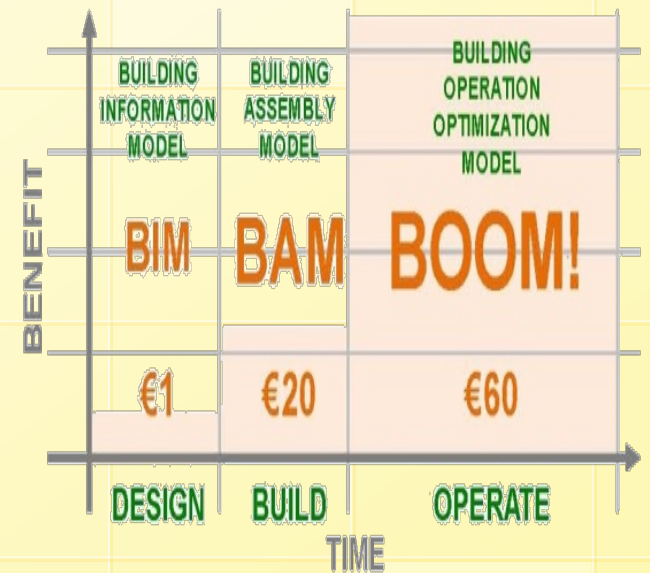 BENEFIT
BUILDING
INFORMATION
MODEL
BIM
€1
DESIGN
BUILDING
ASSEMBLY
MODEL
BAM
€20
BUILD
BUILDING
OPERATION
OPTIMIZATION
MODEL
BOOM!
€60
OPERATE
TIME